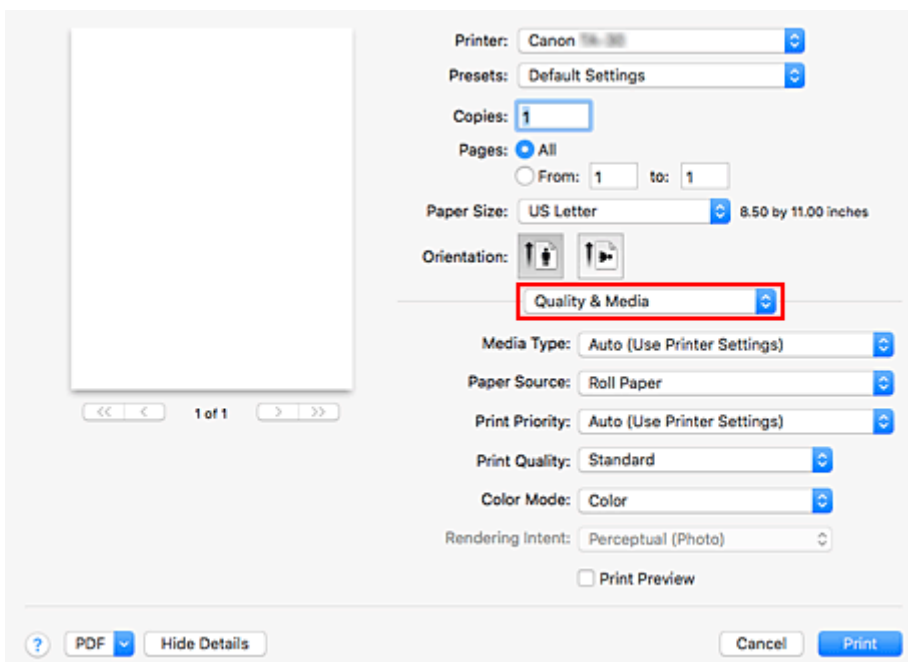 Printer: Canon
Presets: Default Settings
Copies: 1
Pages: All
From: 1 to: 1
Paper Size: US Letter 8.50 by 11.00 inches
Orientation:
Quality & Media
Media Type: Auto (Use Printer Settings)
Paper Source: Roll Paper
Print Priority: Auto (Use Printer Settings)
Print Quality: Standard
Color Mode: Color
Rendering Intent: Perceptual (Photo)
Print Preview
1 of 1
? PDF Hide Details Cancel Print